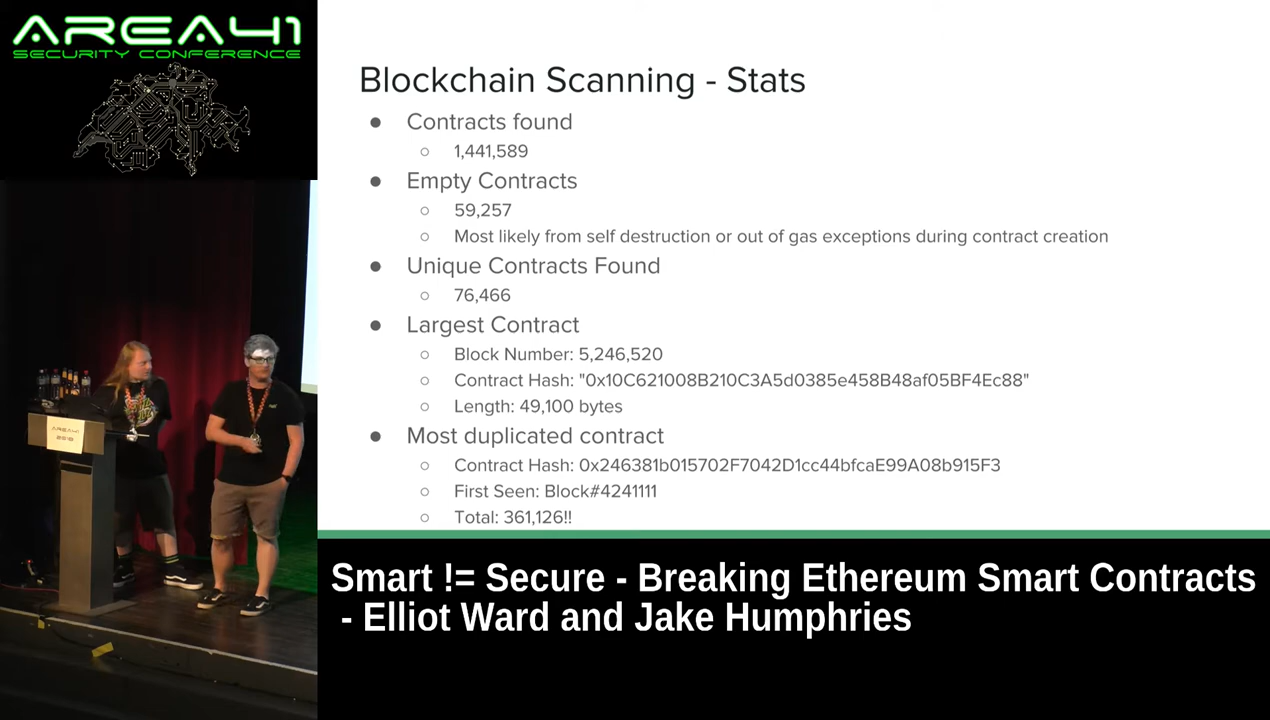 AREA41
SECURITY CONFERENCE
Blockchain Scanning - Stats
Contracts found
1,441,589
Empty Contracts
59,257
Most likely from self destruction or out of gas exceptions during contract creation
Unique Contracts Found
76,466
Largest Contract
Block Number: 5,246,520
Contract Hash: "0x10C621008B210C3A5d0385e458B48af05BF4Ec88"
Length: 49,100 bytes
Most duplicated contract
Contract Hash: 0x246381b015702F7042D1cc44bfcaE99A08b915F3
First Seen: Block#4241111
Total: 361,126!!
AREA41
2018
Smart != Secure - Breaking Ethereum Smart Contracts
- Elliot Ward and Jake Humphries